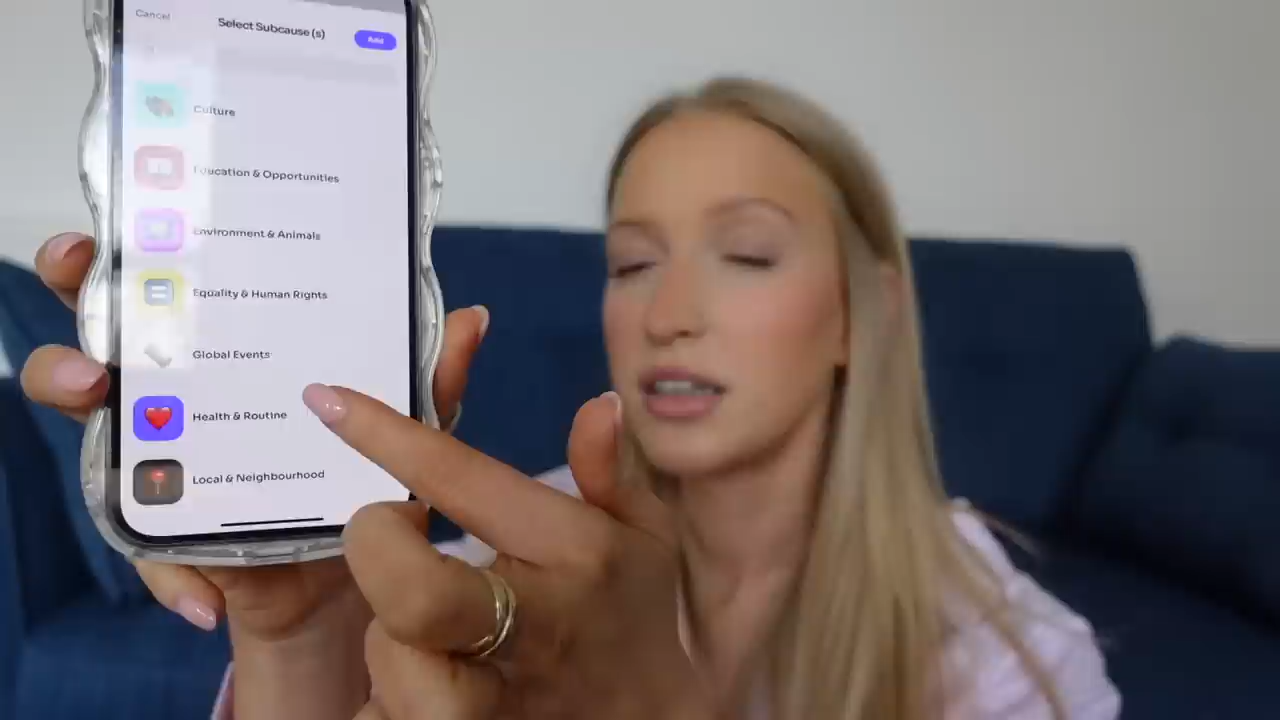 Cancel
Select Subcause(s)
Add
Culture
Education & Opportunities
Environment & Animals
Equality & Human Rights
Global Events
Health & Routine
Local & Neighbourhood